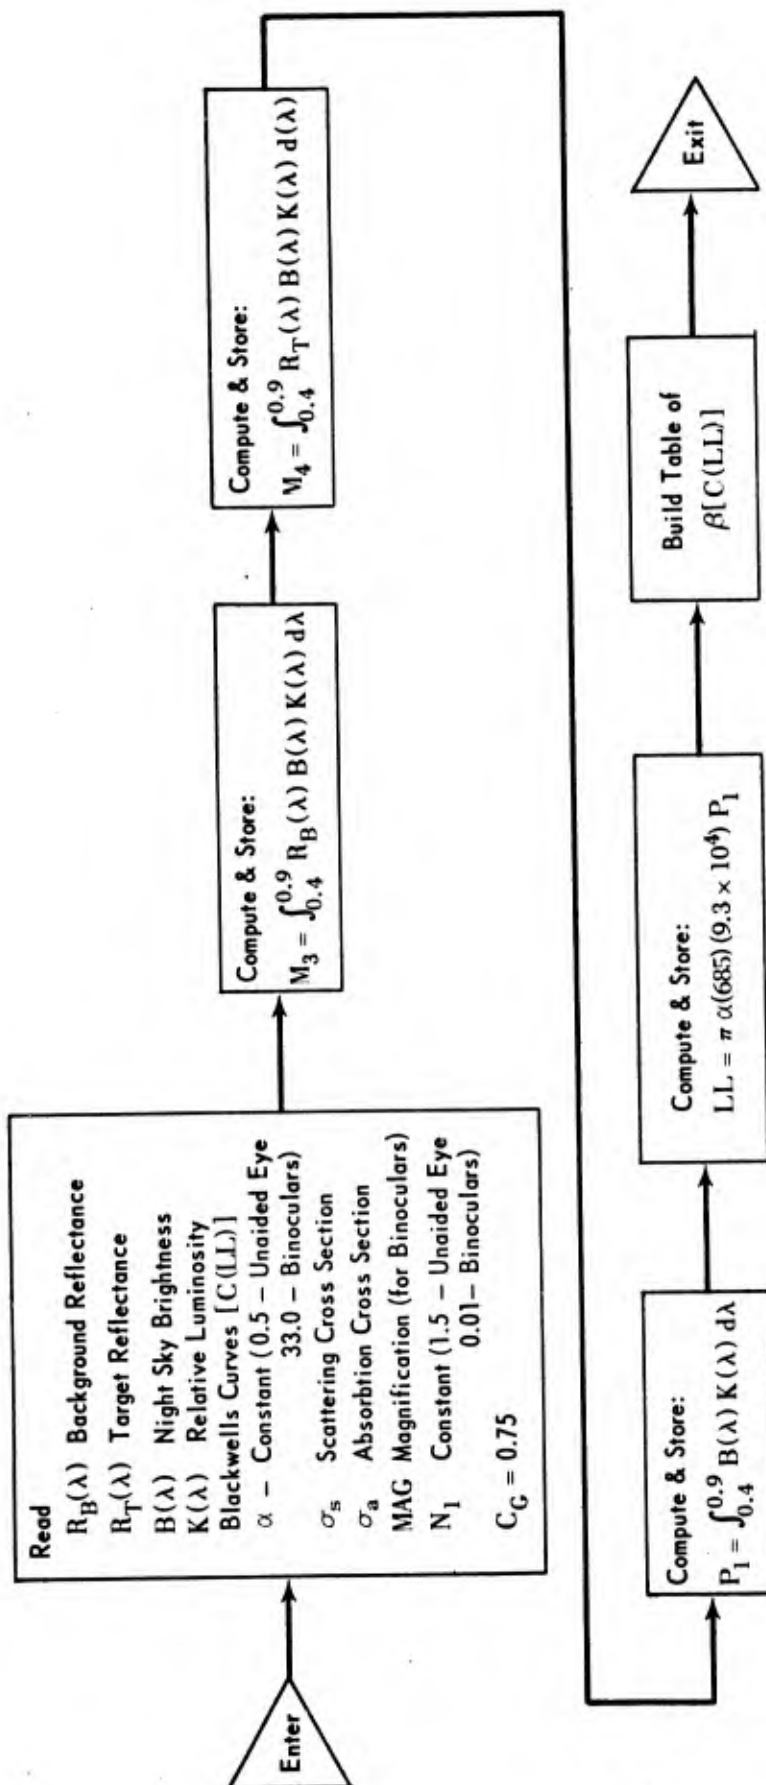 Enter
Read
R_B(λ) Background Reflectance
R_T(λ) Target Reflectance
B(λ) Night Sky Brightness
K(λ) Relative Luminosity
Blackwells Curves [C(LL)]
α – Constant (0.5 – Unaided Eye
33.0 – Binoculars)
σ_s Scattering Cross Section
σ_a Absorbtion Cross Section
MAG Magnification (for Binoculars)
N_1 Constant (1.5 – Unaided Eye
0.01 – Binoculars)
C_G = 0.75
Compute & Store:
M_3 = ∫_0.4^0.9 R_B(λ) B(λ) K(λ) dλ
Compute & Store:
M_4 = ∫_0.4^0.9 R_T(λ) B(λ) K(λ) d(λ)
Compute & Store:
P_1 = ∫_0.4^0.9 B(λ) K(λ) dλ
Compute & Store:
LL = π α(685) (9.3 × 10^4) P_1
Build Table of
β[C(LL)]
Exit